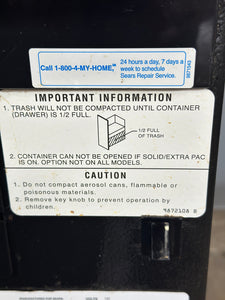 Call 1-800-4-MY-HOME℠
24 hours a day, 7 days a
week to schedule
Sears Repair Service.
IMPORTANT INFORMATION
1. TRASH WILL NOT BE COMPACTED UNTIL CONTAINER
(DRAWER) IS 1/2 FULL.
1/2 FULL
OF TRASH
2. CONTAINER CAN NOT BE OPENED IF SOLID/EXTRA PAC
IS ON. OPTION NOT ON ALL MODELS.
CAUTION
1. Do not compact aerosol cans, flammable or
poisonous materials.
2. Remove key knob to prevent operation by
children.
9872108 B